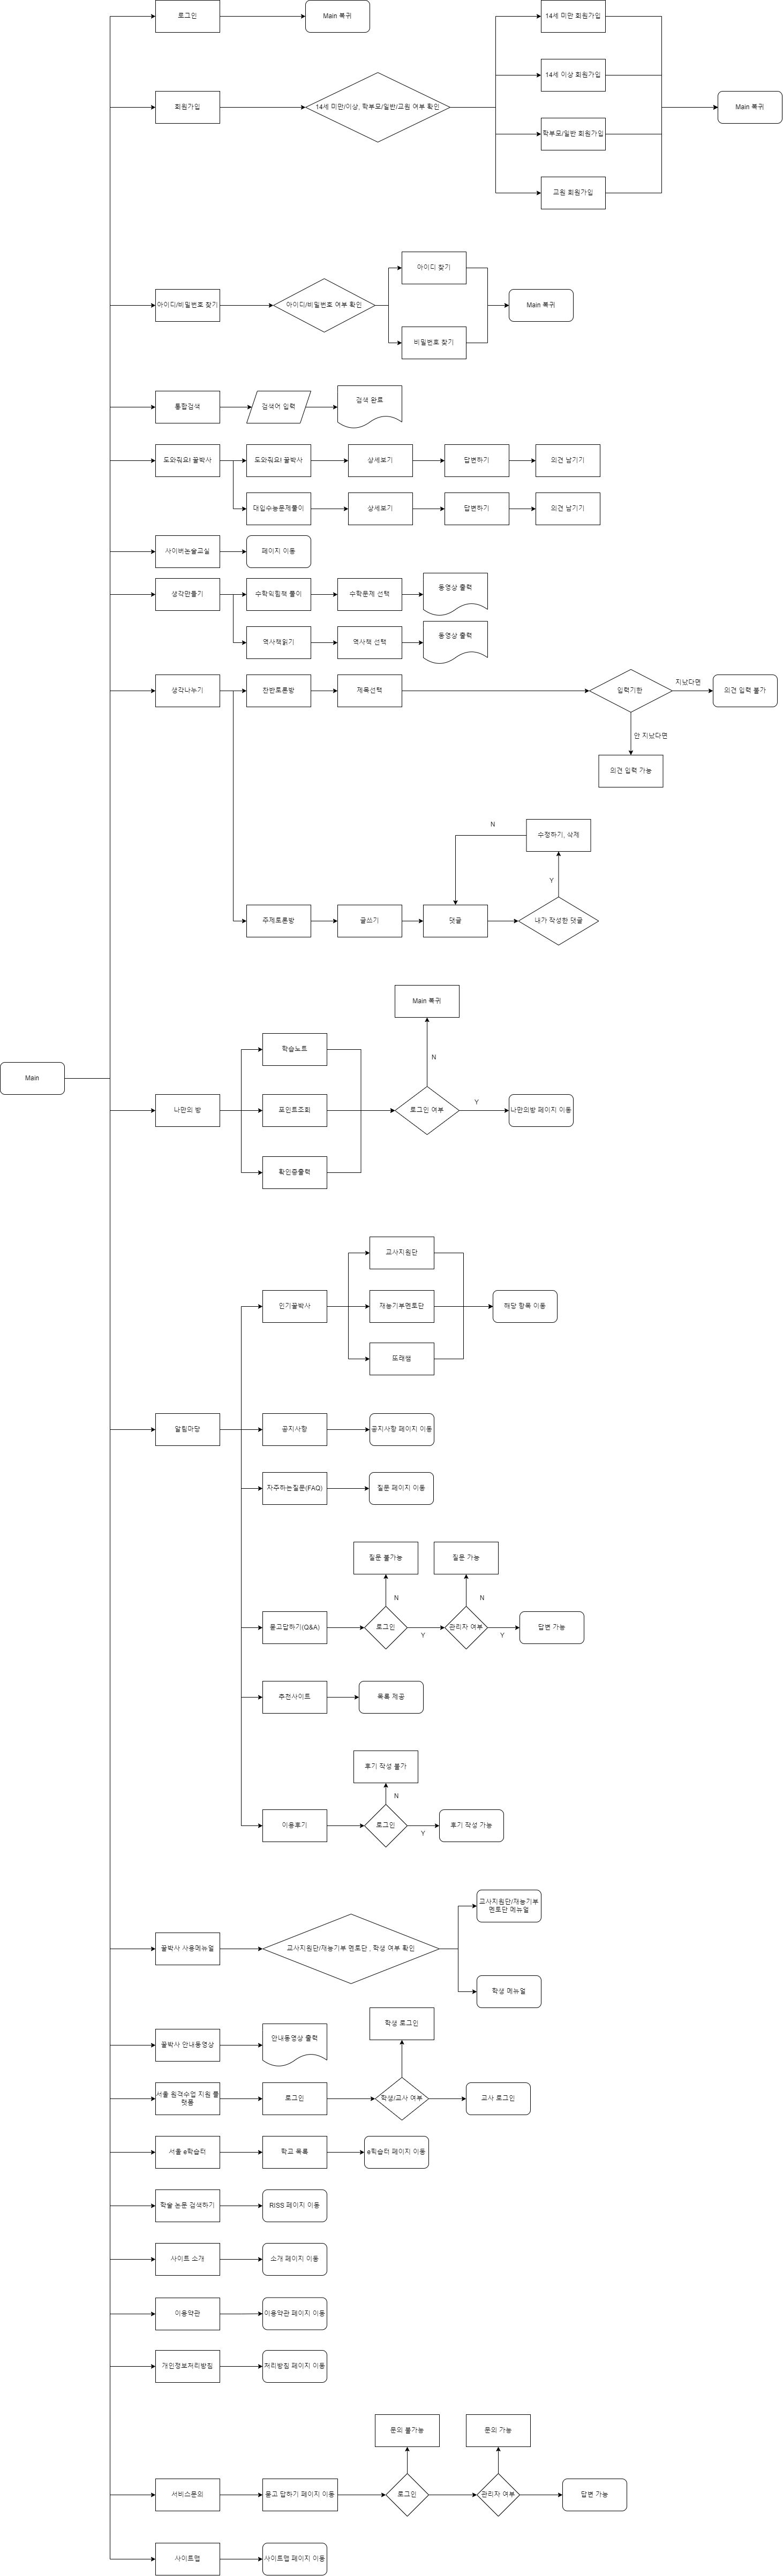 로그인
Main 복귀
14세 미만 회원가입
14세 이상 회원가입
회원가입
14세 미만/이상, 학부모/일반/교원 여부 확인
Main 복귀
학부모/일반 회원가입
교원 회원가입
아이디 찾기
아이디/비밀번호 찾기
아이디/비밀번호 여부 확인
Main 복귀
비밀번호 찾기
통합검색
검색어 입력
검색 완료
도와줘요! 꿀박사
도와줘요! 꿀박사
상세보기
답변하기
의견 남기기
대입수능문제풀이
상세보기
답변하기
의견 남기기
사이버논술교실
페이지 이동
생각만들기
수학익힘책 풀이
수학문제 선택
동영상 출력
역사책읽기
역사책 선택
동영상 출력
생각나누기
찬반토론방
제목선택
입력기한
지났다면
의견 입력 불가
안 지났다면
의견 입력 가능
N
수정하기, 삭제
Y
주제토론방
글쓰기
댓글
내가 작성한 댓글
Main 복귀
학습노트
N
Main
나만의 방
포인트조회
로그인 여부
Y
나만의방 페이지 이동
확인증출력
교사지원단
인기꿀박사
재능기부멘토단
해당 항목 이동
또래샘
알림마당
공지사항
공지사항 페이지 이동
자주하는질문(FAQ)
질문 페이지 이동
질문 불가능
질문 가능
N
N
묻고답하기(Q&A)
로그인
Y
관리자 여부
Y
답변 가능
추천사이트
목록 제공
후기 작성 불가
N
이용후기
로그인
Y
후기 작성 가능
교사지원단/재능기부
멘토단 메뉴얼
꿀박사 사용메뉴얼
교사지원단/재능기부 멘토단 , 학생 여부 확인
학생 메뉴얼
학생 로그인
꿀박사 안내동영상
안내동영상 출력
서울 원격수업 지원 플
랫폼
로그인
학생/교사 여부
교사 로그인
서울 e학습터
학교 목록
e학습터 페이지 이동
학술 논문 검색하기
RISS 페이지 이동
사이트 소개
소개 페이지 이동
이용약관
이용약관 페이지 이동
개인정보처리방침
처리방침 페이지 이동
문의 불가능
문의 가능
서비스문의
묻고 답하기 페이지 이동
로그인
관리자 여부
답변 가능
사이트맵
사이트맵 페이지 이동